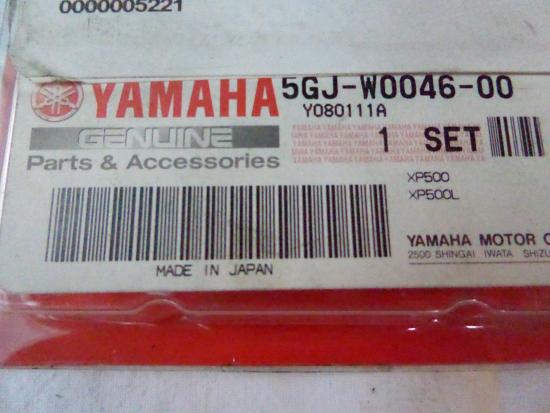 0000005221
YAMAHA 5GJ-W0046-00
Y080111A
GENUINE
Parts & Accessories
1 SET
XP500
XP500L
YAMAHA MOTOR
2500 SHINGAI IWATA
MADE IN JAPAN